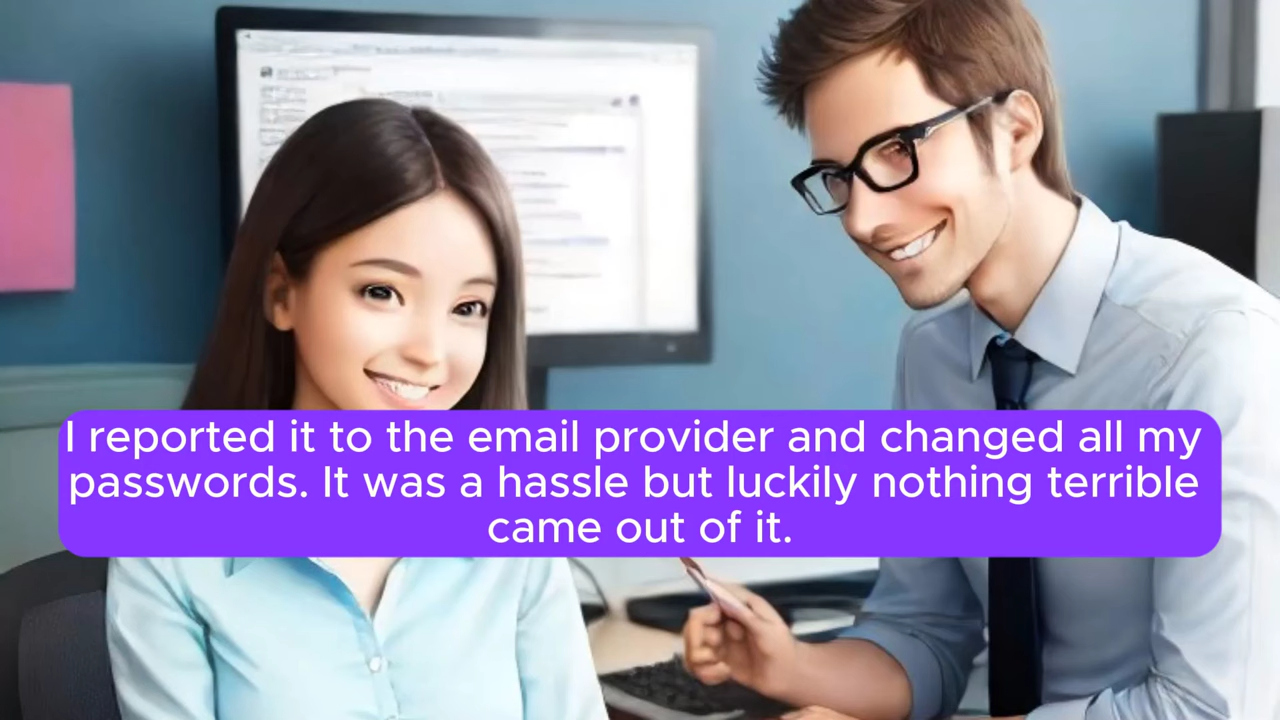 I reported it to the email provider and changed all my
passwords. It was a hassle but luckily nothing terrible
came out of it.